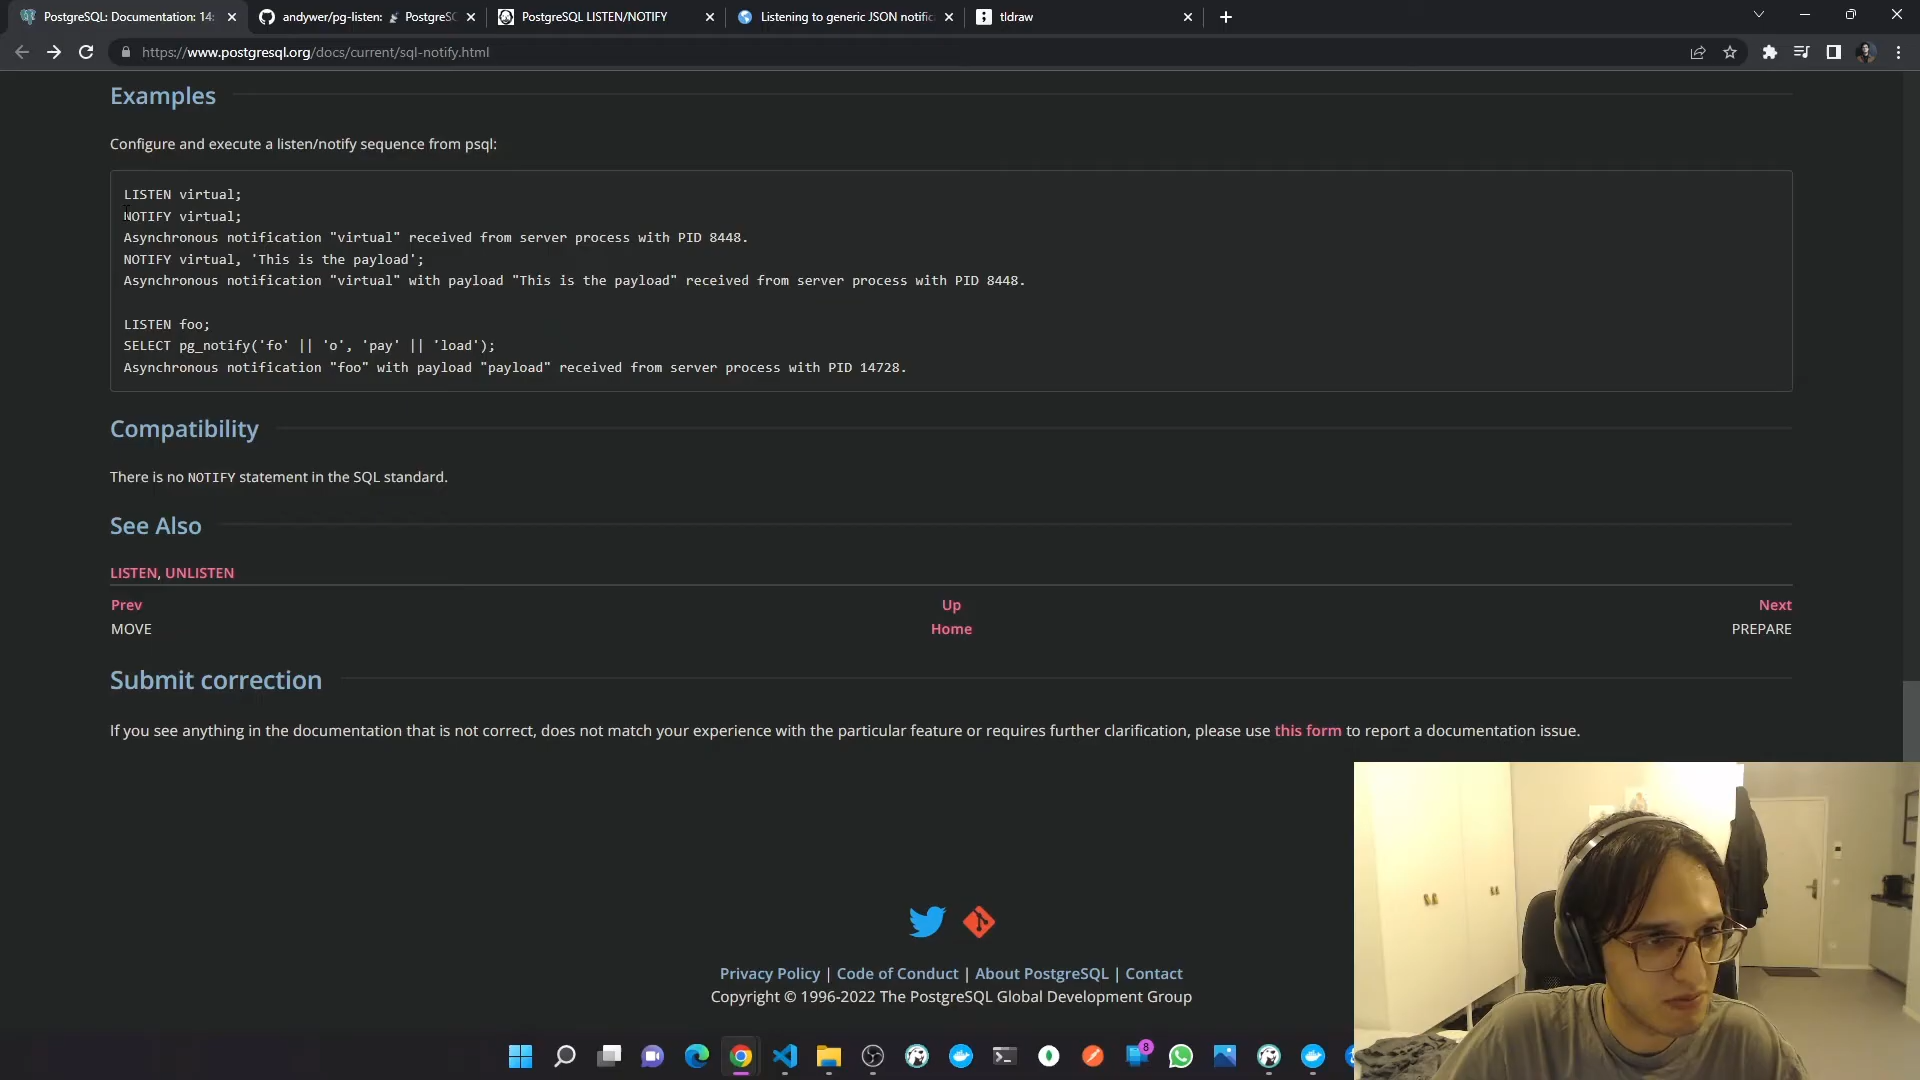 PostgreSQL: Documentation: 14:
andywer/pg-listen: PostgreSQ
PostgreSQL LISTEN/NOTIFY
Listening to generic JSON notific
tldraw
https://www.postgresql.org/docs/current/sql-notify.html
Examples
Configure and execute a listen/notify sequence from psql:
LISTEN virtual;
NOTIFY virtual;
Asynchronous notification "virtual" received from server process with PID 8448.
NOTIFY virtual, 'This is the payload';
Asynchronous notification "virtual" with payload "This is the payload" received from server process with PID 8448.
LISTEN foo;
SELECT pg_notify('fo' || 'o', 'pay' || 'load');
Asynchronous notification "foo" with payload "payload" received from server process with PID 14728.
Compatibility
There is no NOTIFY statement in the SQL standard.
See Also
LISTEN, UNLISTEN
Prev Up Next
MOVE Home PREPARE
Submit correction
If you see anything in the documentation that is not correct, does not match your experience with the particular feature or requires further clarification, please use this form to report a documentation issue.
Privacy Policy | Code of Conduct | About PostgreSQL | Contact
Copyright © 1996-2022 The PostgreSQL Global Development Group
8